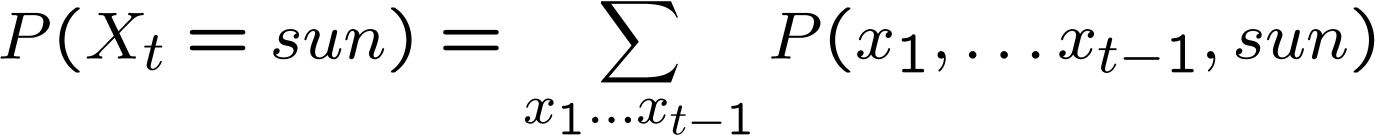 P(X_t = sun) = \sum_{x_1 \ldots x_{t-1}} P(x_1, \ldots x_{t-1}, sun)